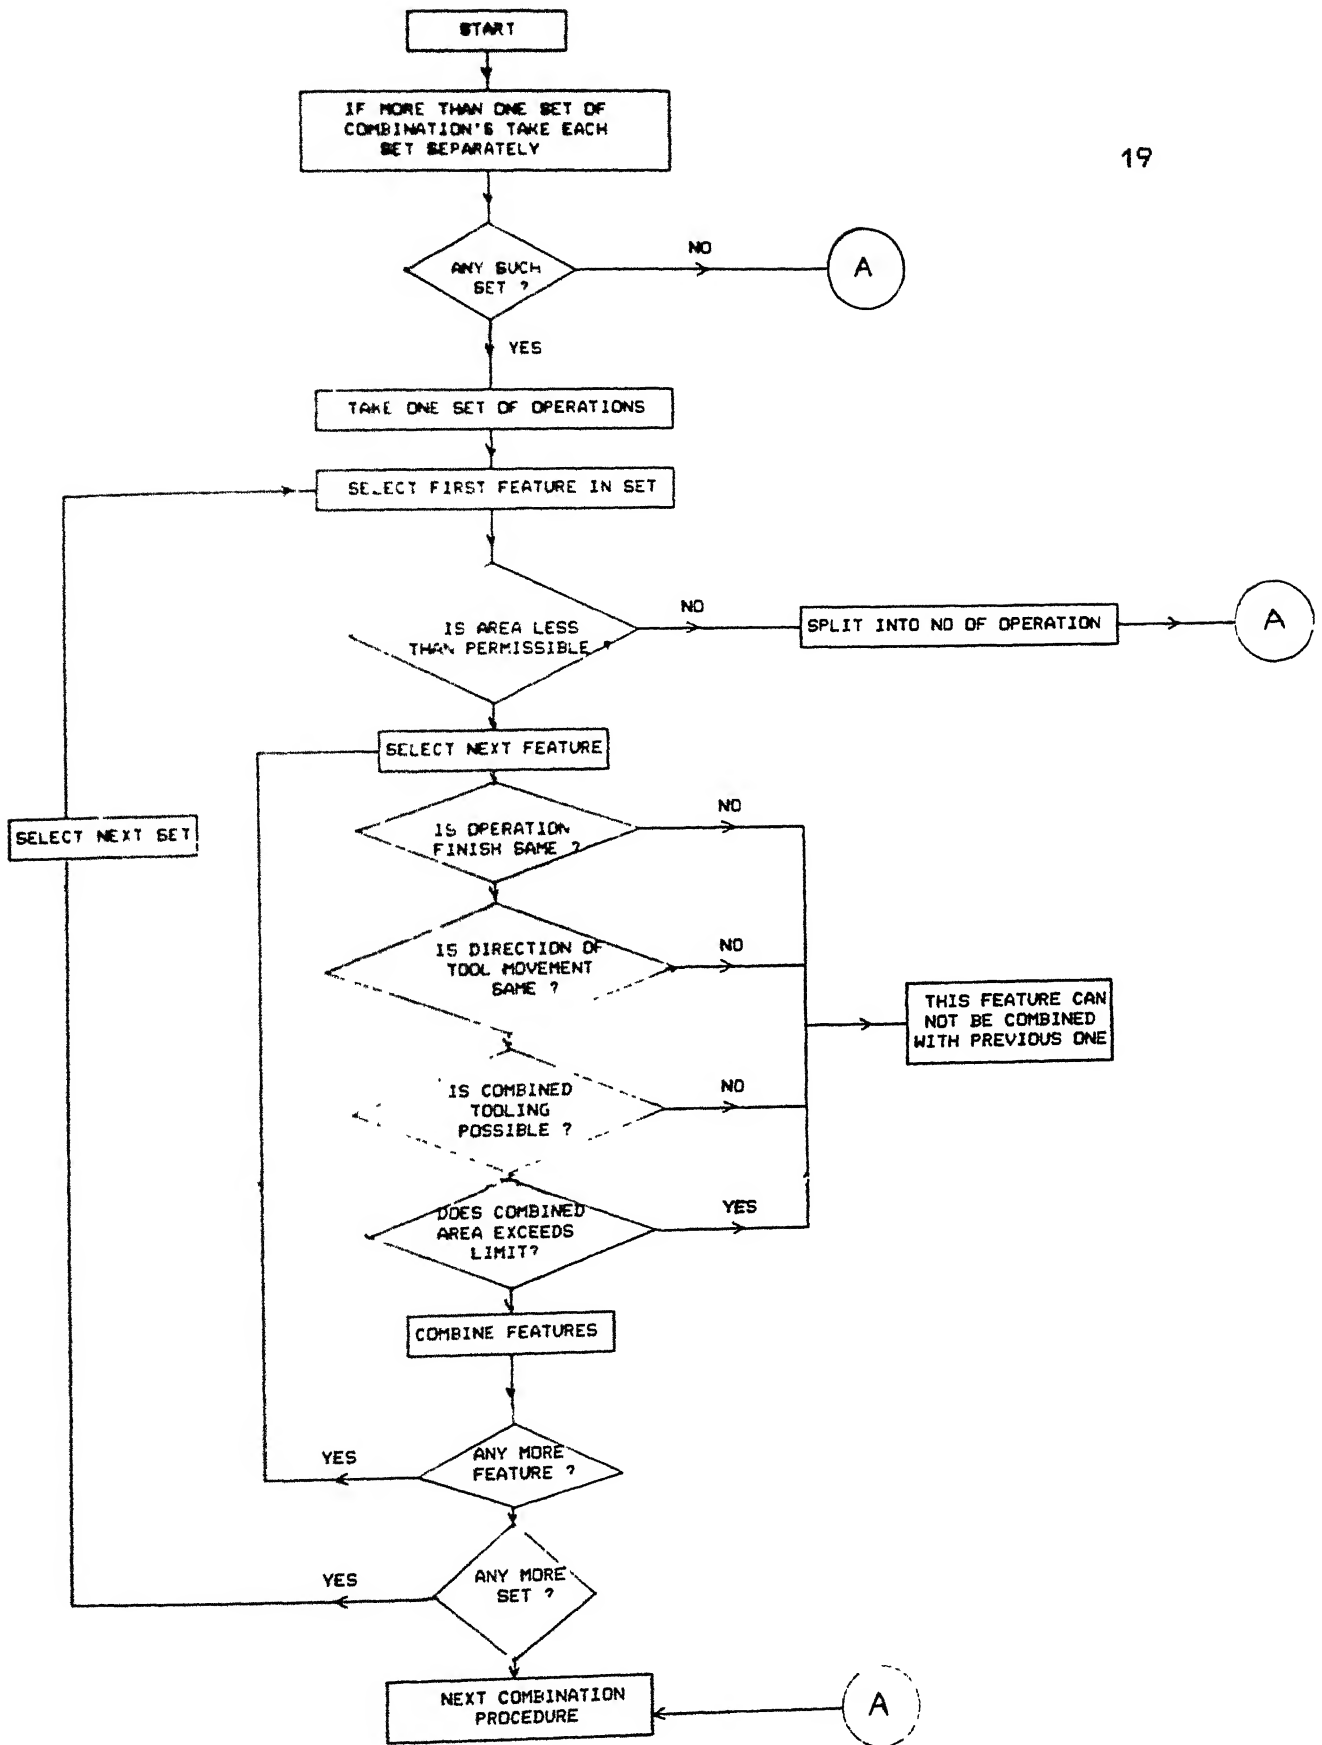 START
IF MORE THAN ONE SET OF
COMBINATION'S TAKE EACH
SET SEPARATELY
19
ANY SUCH
SET ?
NO
A
YES
TAKE ONE SET OF OPERATIONS
SELECT FIRST FEATURE IN SET
IS AREA LESS
THAN PERMISSIBLE
NO
SPLIT INTO NO OF OPERATION
A
SELECT NEXT FEATURE
SELECT NEXT SET
IS OPERATION
FINISH SAME ?
NO
IS DIRECTION OF
TOOL MOVEMENT
SAME ?
NO
THIS FEATURE CAN
NOT BE COMBINED
WITH PREVIOUS ONE
IS COMBINED
TOOLING
POSSIBLE ?
NO
DOES COMBINED
AREA EXCEEDS
LIMIT?
YES
COMBINE FEATURES
ANY MORE
FEATURE ?
YES
ANY MORE
SET ?
YES
NEXT COMBINATION
PROCEDURE
A